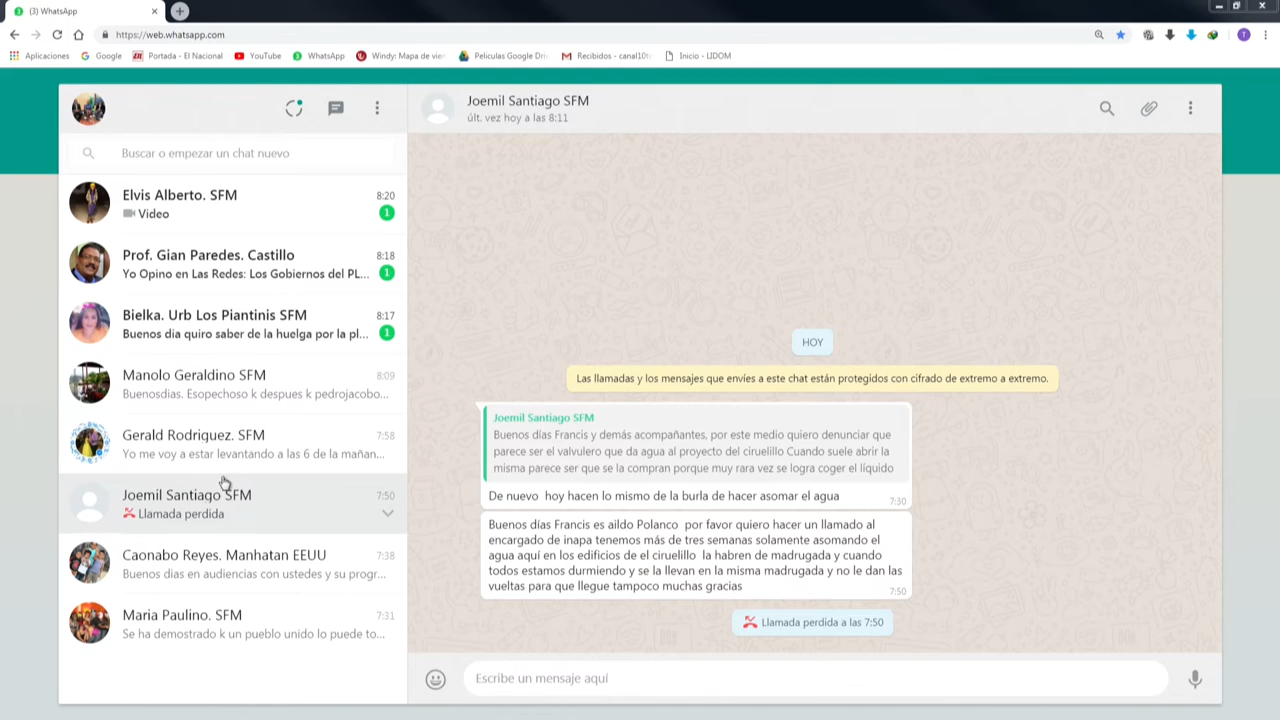 (3) WhatsApp
https://web.whatsapp.com
Aplicaciones
Google
Portada - El Nacional
YouTube
WhatsApp
Windy: Mapa de vien
Peliculas Google Driv
Recibidos - canal10t
Inicio - LIDOM
Buscar o empezar un chat nuevo
Elvis Alberto. SFM
8:20
Video
1
Prof. Gian Paredes. Castillo
8:18
Yo Opino en Las Redes: Los Gobiernos del PL...
1
Bielka. Urb Los Piantinis SFM
8:17
Buenos dia quiro saber de la huelga por la pl...
1
Manolo Geraldino SFM
8:09
Buenosdias. Esopechoso k despues k pedrojacobo...
Gerald Rodriquez. SFM
7:58
Yo me voy a estar levantando a las 6 de la mañan...
Joemil Santiago SFM
7:50
Llamada perdida
Caonabo Reyes. Manhatan EEUU
7:38
Buenos dias en audiencias con ustedes y su progr...
Maria Paulino. SFM
7:31
Se ha demostrado k un pueblo unido lo puede to...
Joemil Santiago SFM
últ. vez hoy a las 8:11
HOY
Las llamadas y los mensajes que envíes a este chat están protegidos con cifrado de extremo a extremo.
Joemil Santiago SFM
Buenos días Francis y demás acompañantes, por este medio quiero denunciar que
parece ser el valvulero que da agua al proyecto del ciruelillo Cuando suele abrir la
misma parece ser que se la compran porque muy rara vez se logra coger el líquido
De nuevo hoy hacen lo mismo de la burla de hacer asomar el agua
7:30
Buenos días Francis es aildo Polanco por favor quiero hacer un llamado al
encargado de inapa tenemos más de tres semanas solamente asomando el
agua aquí en los edificios de el ciruelillo la habren de madrugada y cuando
todos estamos durmiendo y se la llevan en la misma madrugada y no le dan las
vueltas para que llegue tampoco muchas gracias
7:50
Llamada perdida a las 7:50
Escribe un mensaje aquí